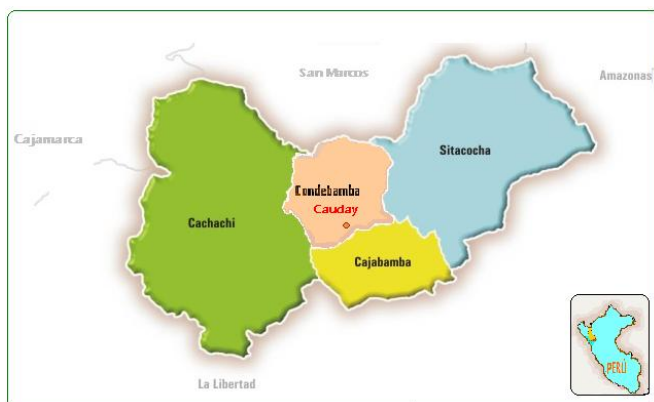 San Marcos
Amazonas
Cajamarca
Sitacocha
Condebamba
Cauday
Cachachi
Cajabamba
PERÚ
La Libertad